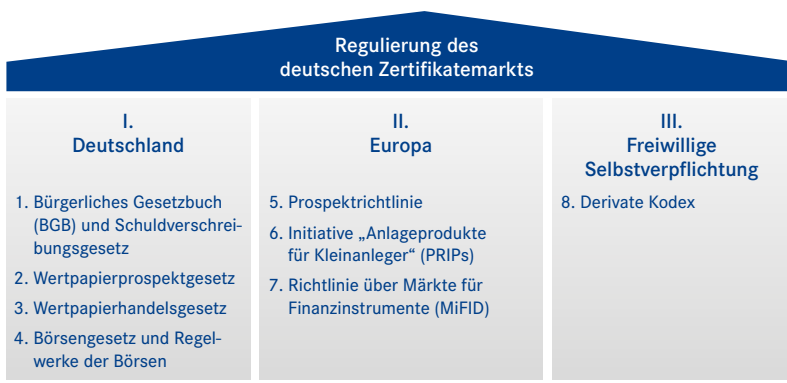 Regulierung des
deutschen Zertifikatemarkts
I.
Deutschland
1. Bürgerliches Gesetzbuch
(BGB) und Schuldverschrei-
bungsgesetz
2. Wertpapierprospektgesetz
3. Wertpapierhandelsgesetz
4. Börsengesetz und Regel-
werke der Börsen
II.
Europa
5. Prospektrichtlinie
6. Initiative „Anlageprodukte
für Kleinanleger“ (PRIPs)
7. Richtlinie über Märkte für
Finanzinstrumente (MiFID)
III.
Freiwillige
Selbstverpflichtung
8. Derivate Kodex